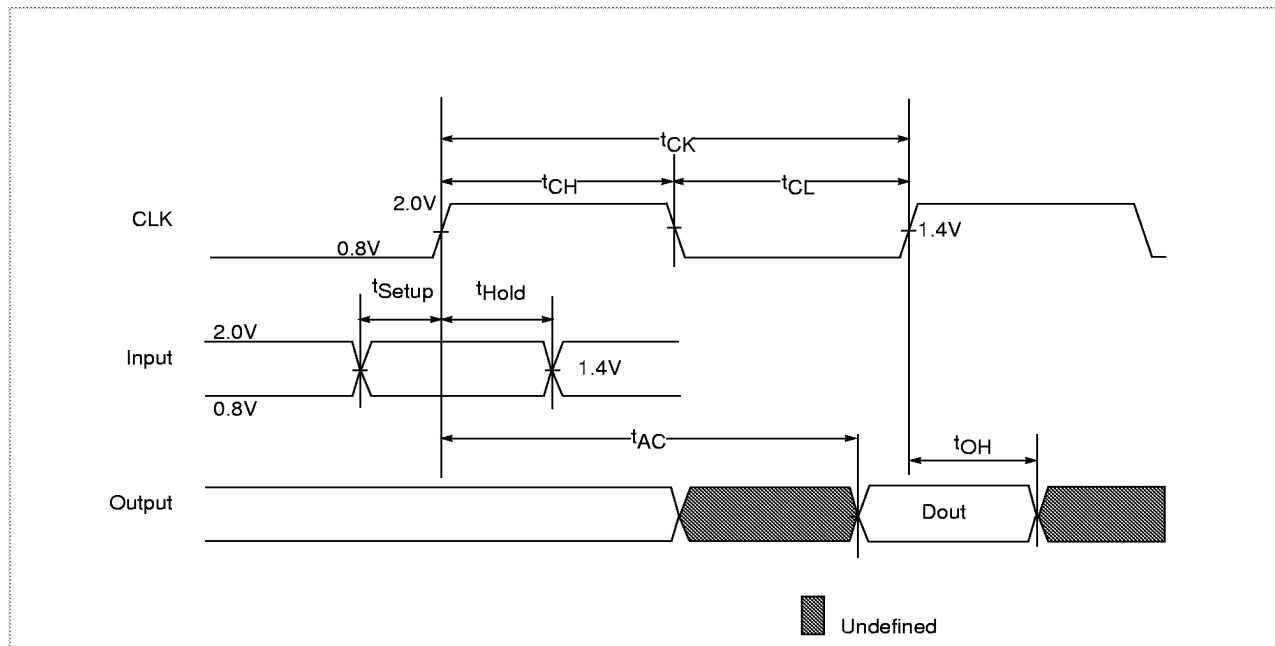 tCK
tCH
tCL
2.0V
CLK
1.4V
0.8V
tSetup
tHold
2.0V
Input
1.4V
0.8V
tAC
tOH
Output
Dout
Undefined